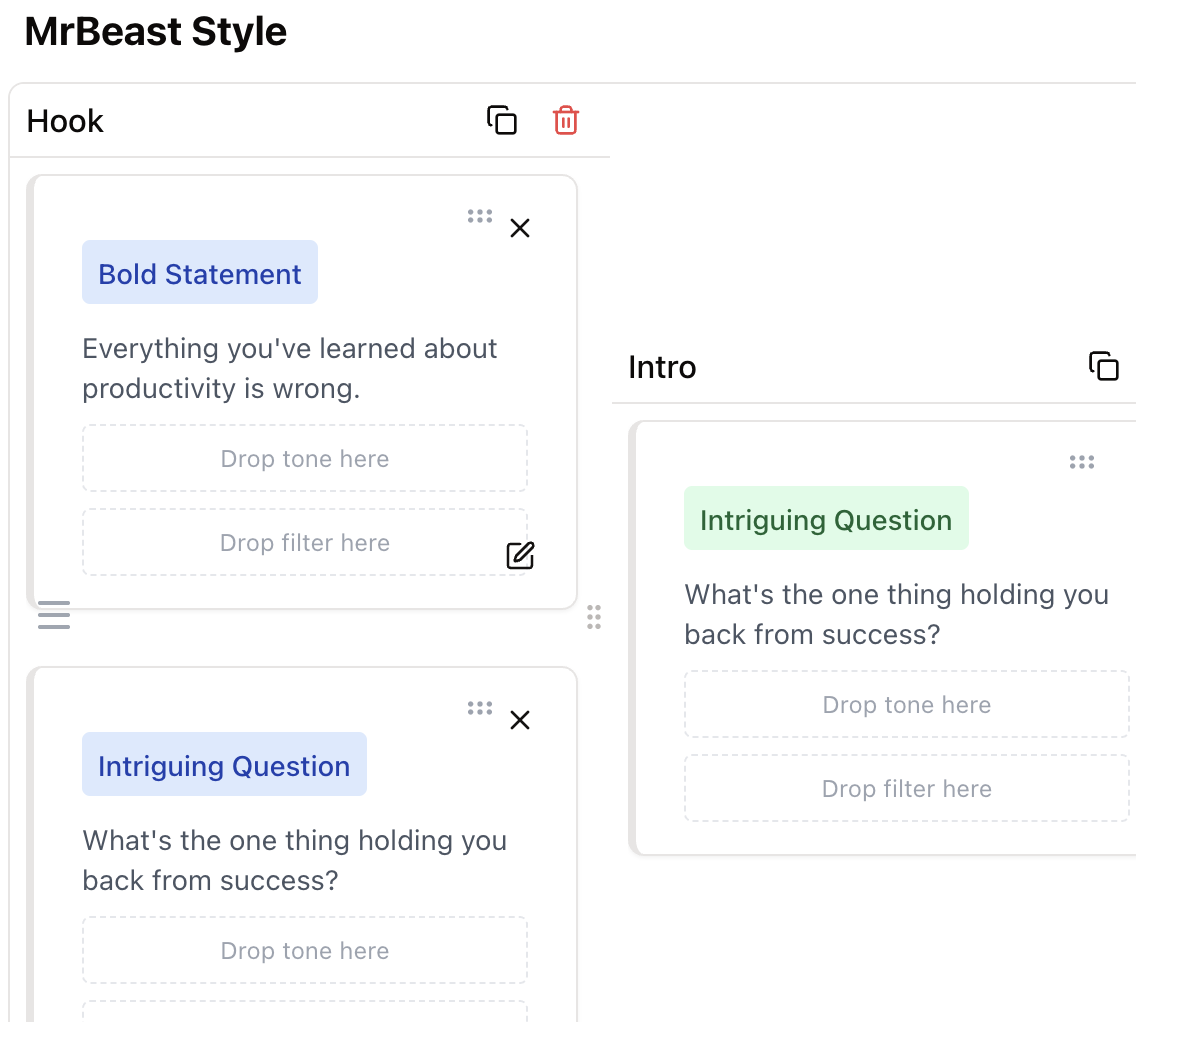 MrBeast Style
Hook
Bold Statement
Everything you've learned about
productivity is wrong.
Drop tone here
Drop filter here
Intriguing Question
What's the one thing holding you
back from success?
Drop tone here
Intro
Intriguing Question
What's the one thing holding you
back from success?
Drop tone here
Drop filter here